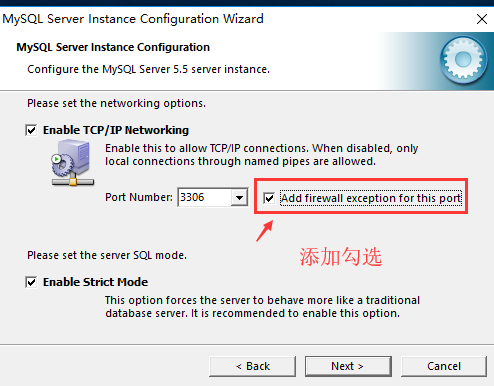 MySQL Server Instance Configuration Wizard
MySQL Server Instance Configuration
Configure the MySQL Server 5.5 server instance.
Please set the networking options.
Enable TCP/IP Networking
Enable this to allow TCP/IP connections. When disabled, only
local connections through named pipes are allowed.
Port Number: 3306 Add firewall exception for this port
添加勾选
Please set the server SQL mode.
Enable Strict Mode
This option forces the server to behave more like a traditional
database server. It is recommended to enable this option.
< Back Next > Cancel